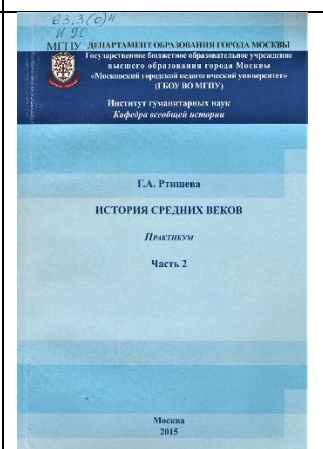 63,3(0)4
И 90
МГПУ ДЕПАРТАМЕНТ ОБРАЗОВАНИЯ ГОРОДА МОСКВЫ
Государственное бюджетное образовательное учреждение
высшего образования города Москвы
«Московский городской педагогический университет»
(ГБОУ ВО МГПУ)
Институт гуманитарных наук
Кафедра всеобщей истории
Г.А. Ртищева
ИСТОРИЯ СРЕДНИХ ВЕКОВ
ПРАКТИКУМ
Часть 2
Москва
2015